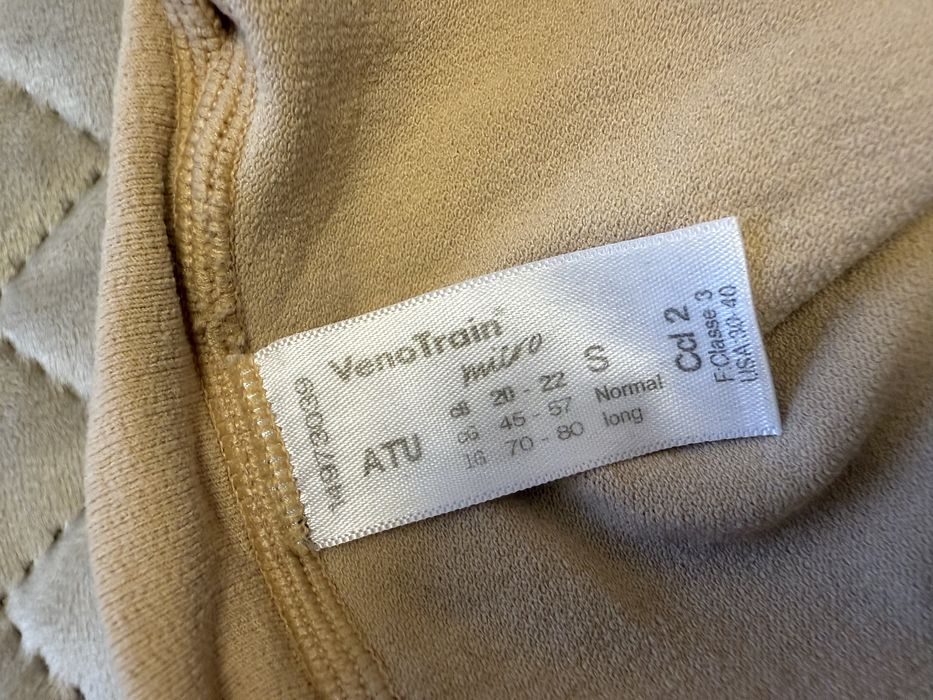 VenoTrain
micro
ATU
cB 20 - 22 S
cG 45 - 57 Normal
lG 70 - 80 long
Ccl 2
F:Classe 3
USA:30-40